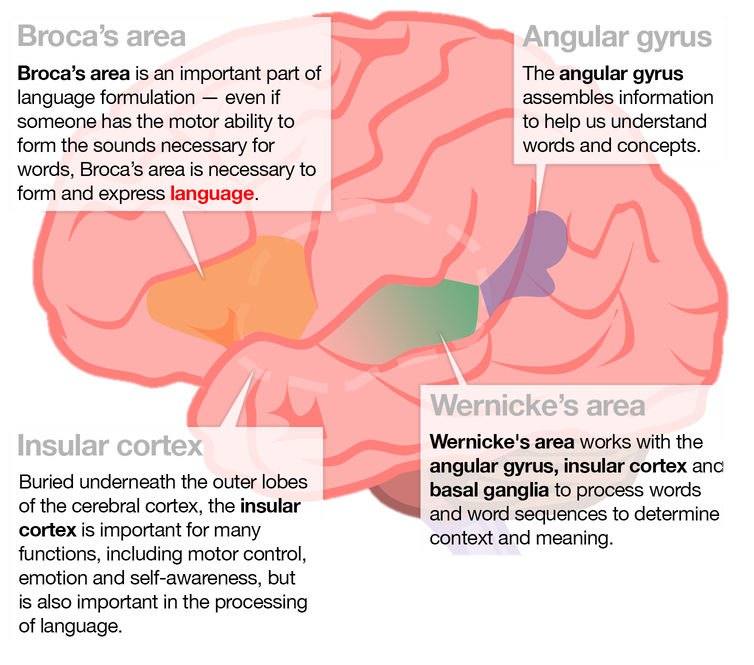 Broca’s area
Broca’s area is an important part of
language formulation — even if
someone has the motor ability to
form the sounds necessary for
words, Broca’s area is necessary to
form and express language.
Angular gyrus
The angular gyrus
assembles information
to help us understand
words and concepts.
Insular cortex
Buried underneath the outer lobes
of the cerebral cortex, the insular
cortex is important for many
functions, including motor control,
emotion and self-awareness, but
is also important in the processing
of language.
Wernicke’s area
Wernicke's area works with the
angular gyrus, insular cortex and
basal ganglia to process words
and word sequences to determine
context and meaning.